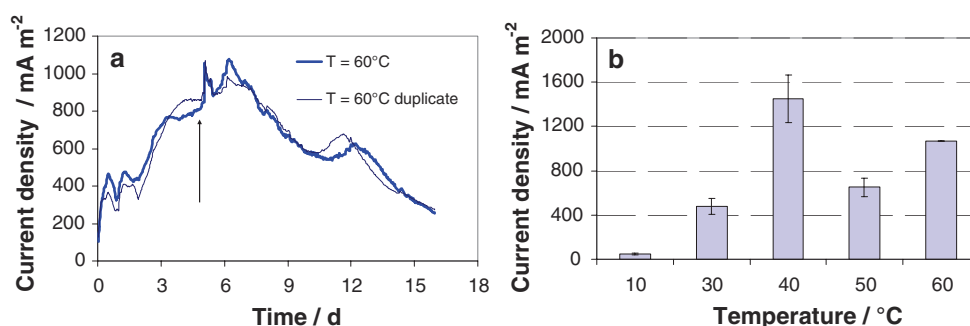 a
Current density / mA m-2
1200
1000
800
600
400
200
0
T = 60°C
T = 60°C duplicate
0 3 6 9 12 15 18
Time / d
b
Current density / mA m-2
2000
1600
1200
800
400
0
10 30 40 50 60
Temperature / °C